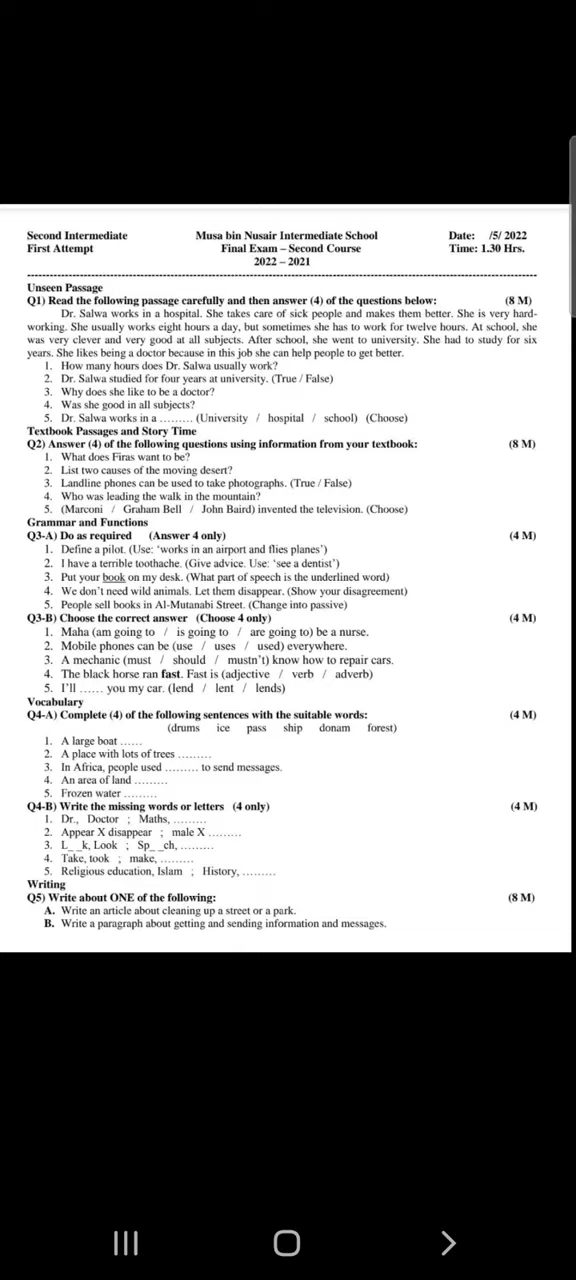 Second Intermediate Musa bin Nusair Intermediate School Date: /5/ 2022
First Attempt Final Exam – Second Course Time: 1.30 Hrs.
2022 – 2021
Unseen Passage
Q1) Read the following passage carefully and then answer (4) of the questions below: (8 M)
Dr. Salwa works in a hospital. She takes care of sick people and makes them better. She is very hard-
working. She usually works eight hours a day, but sometimes she has to work for twelve hours. At school, she
was very clever and very good at all subjects. After school, she went to university. She had to study for six
years. She likes being a doctor because in this job she can help people to get better.
1. How many hours does Dr. Salwa usually work?
2. Dr. Salwa studied for four years at university. (True / False)
3. Why does she like to be a doctor?
4. Was she good in all subjects?
5. Dr. Salwa works in a ……… (University / hospital / school) (Choose)
Textbook Passages and Story Time
Q2) Answer (4) of the following questions using information from your textbook: (8 M)
1. What does Firas want to be?
2. List two causes of the moving desert?
3. Landline phones can be used to take photographs. (True / False)
4. Who was leading the walk in the mountain?
5. (Marconi / Graham Bell / John Baird) invented the television. (Choose)
Grammar and Functions
Q3-A) Do as required (Answer 4 only) (4 M)
1. Define a pilot. (Use: ‘works in an airport and flies planes’)
2. I have a terrible toothache. (Give advice. Use: ‘see a dentist’)
3. Put your book on my desk. (What part of speech is the underlined word)
4. We don’t need wild animals. Let them disappear. (Show your disagreement)
5. People sell books in Al-Mutanabi Street. (Change into passive)
Q3-B) Choose the correct answer (Choose 4 only) (4 M)
1. Maha (am going to / is going to / are going to) be a nurse.
2. Mobile phones can be (use / uses / used) everywhere.
3. A mechanic (must / should / mustn’t) know how to repair cars.
4. The black horse ran fast. Fast is (adjective / verb / adverb)
5. I’ll …… you my car. (lend / lent / lends)
Vocabulary
Q4-A) Complete (4) of the following sentences with the suitable words: (4 M)
(drums ice pass ship donam forest)
1. A large boat ……
2. A place with lots of trees ………
3. In Africa, people used ……… to send messages.
4. An area of land ………
5. Frozen water ………
Q4-B) Write the missing words or letters (4 only) (4 M)
1. Dr., Doctor ; Maths, ………
2. Appear X disappear ; male X ………
3. L_ _k, Look ; Sp_ _ch, ………
4. Take, took ; make, ………
5. Religious education, Islam ; History, ………
Writing
Q5) Write about ONE of the following: (8 M)
A. Write an article about cleaning up a street or a park.
B. Write a paragraph about getting and sending information and messages.